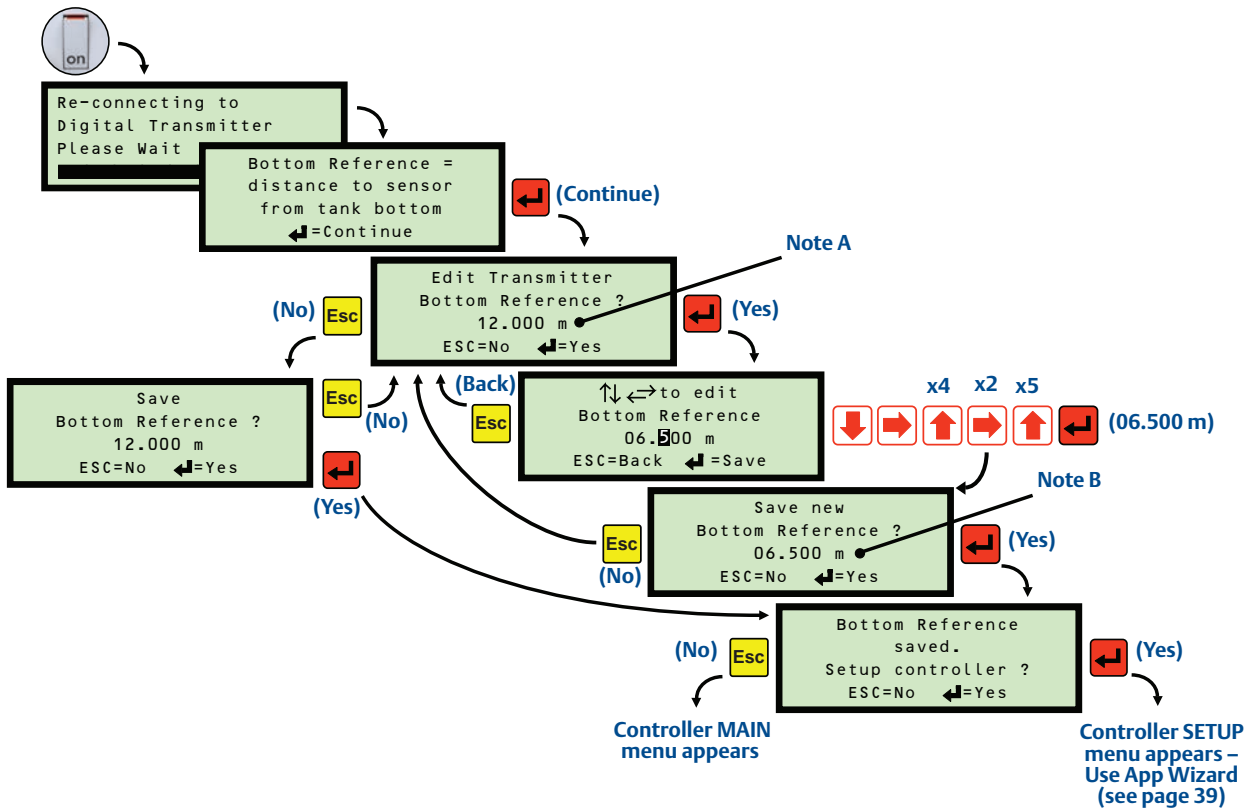 on
Re-connecting to
Digital Transmitter
Please Wait
Bottom Reference =
distance to sensor
from tank bottom
↵=Continue
(Continue)
Note A
Edit Transmitter
Bottom Reference ?
12.000 m
ESC=No ↵=Yes
(No)
Esc
(Yes)
Save
Bottom Reference ?
12.000 m
ESC=No ↵=Yes
Esc
(No)
(Yes)
(Back)
Esc
↑↓ ←→to edit
Bottom Reference
06.500 m
ESC=Back ↵=Save
x4 x2 x5
(06.500 m)
Note B
Save new
Bottom Reference ?
06.500 m
ESC=No ↵=Yes
Esc
(No)
(Yes)
Bottom Reference
saved.
Setup controller ?
ESC=No ↵=Yes
(No)
Esc
(Yes)
Controller MAIN
menu appears
Controller SETUP
menu appears –
Use App Wizard
(see page 39)